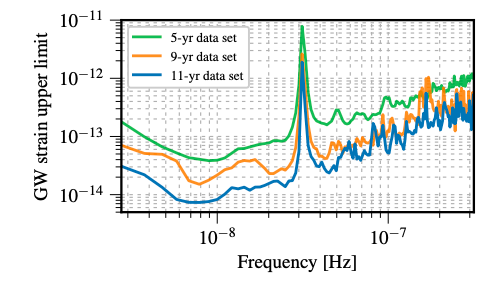 10⁻¹¹
10⁻¹²
10⁻¹³
10⁻¹⁴
GW strain upper limit
5-yr data set
9-yr data set
11-yr data set
10⁻⁸
10⁻⁷
Frequency [Hz]